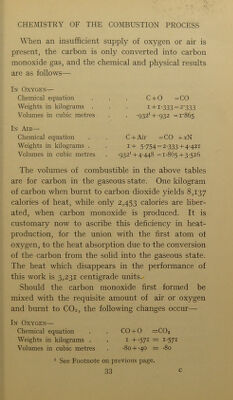 CHEMISTRY OF THE COMBUSTION PROCESS
When an insufficient supply of oxygen or air is
present, the carbon is only converted into carbon
monoxide gas, and the chemical and physical results
are as follows—
IN OXYGEN—
Chemical equation . . . C + O = CO
Weights in kilograms . . . 1 + 1·333 = 2·333
Volumes in cubic metres . . ·932¹ + ·932 = 1·865
IN AIR—
Chemical equation . . . C + Air = CO + xN
Weights in kilograms . . 1 + 5·754 = 2·333 + 4·421
Volumes in cubic metres . ·932¹ + 4·448 = 1·805 + 3·516
The volumes of combustible in the above tables
are for carbon in the gaseous state. One kilogram
of carbon when burnt to carbon dioxide yields 8,137
calories of heat, while only 2,453 calories are liber-
ated, when carbon monoxide is produced. It is
customary now to ascribe this deficiency in heat-
production, for the union with the first atom of
oxygen, to the heat absorption due to the conversion
of the carbon from the solid into the gaseous state.
The heat which disappears in the performance of
this work is 3,231 centigrade units.
Should the carbon monoxide first formed be
mixed with the requisite amount of air or oxygen
and burnt to CO₂, the following changes occur—
IN OXYGEN—
Chemical equation . . CO + O = CO₂
Weights in kilograms . . 1 + ·571 = 1·571
Volumes in cubic metres . ·80 + ·40 = ·80
¹ See Footnote on previous page.
33 C